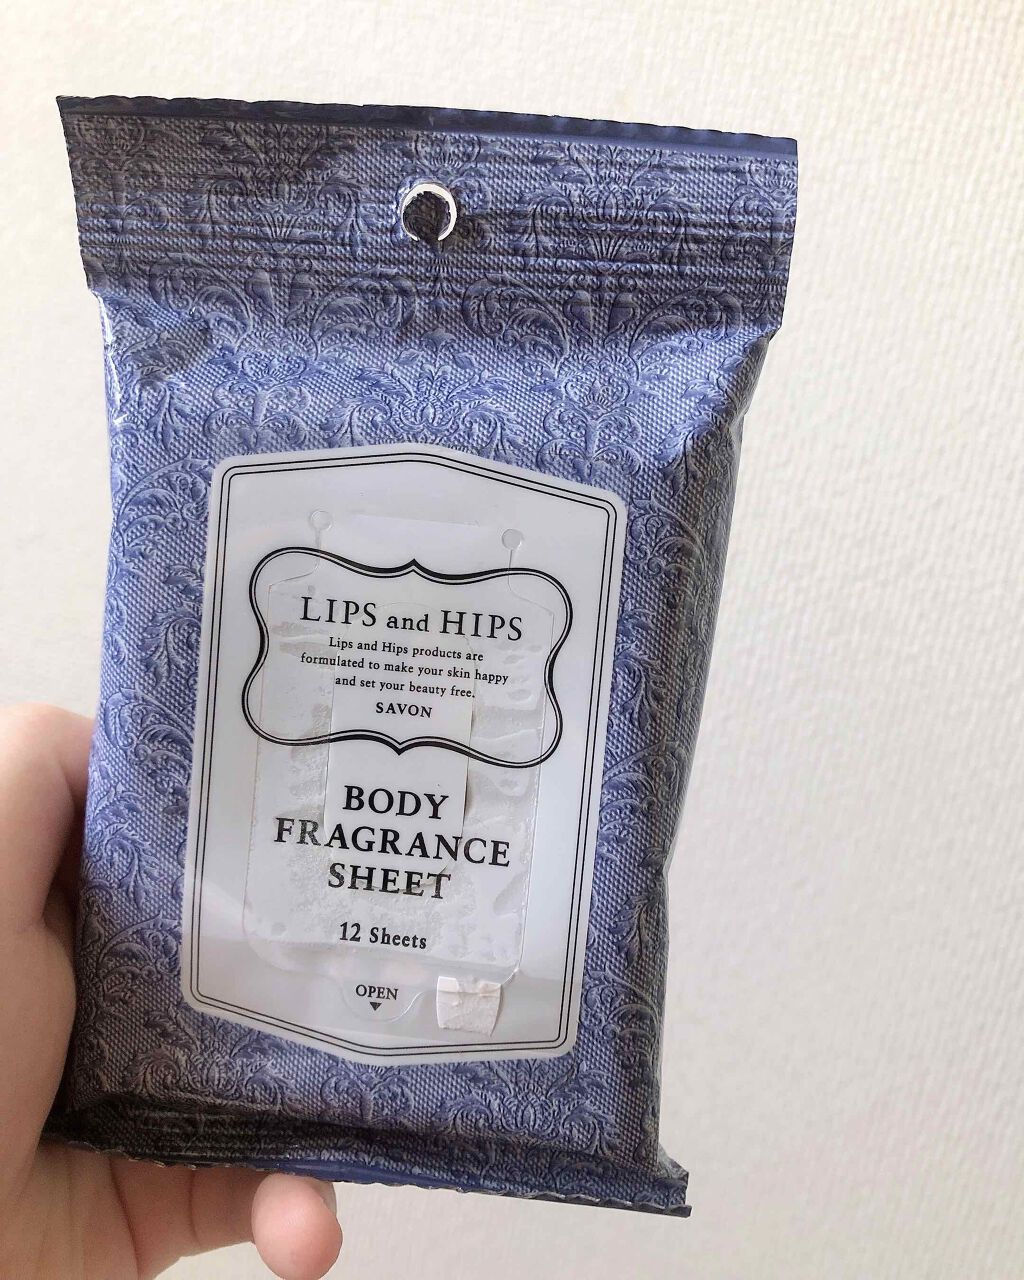 LIPS and HIPS
Lips and Hips products are
formulated to make your skin happy
and set your beauty free.
SAVON
BODY
FRAGRANCE
SHEET
12 Sheets
OPEN